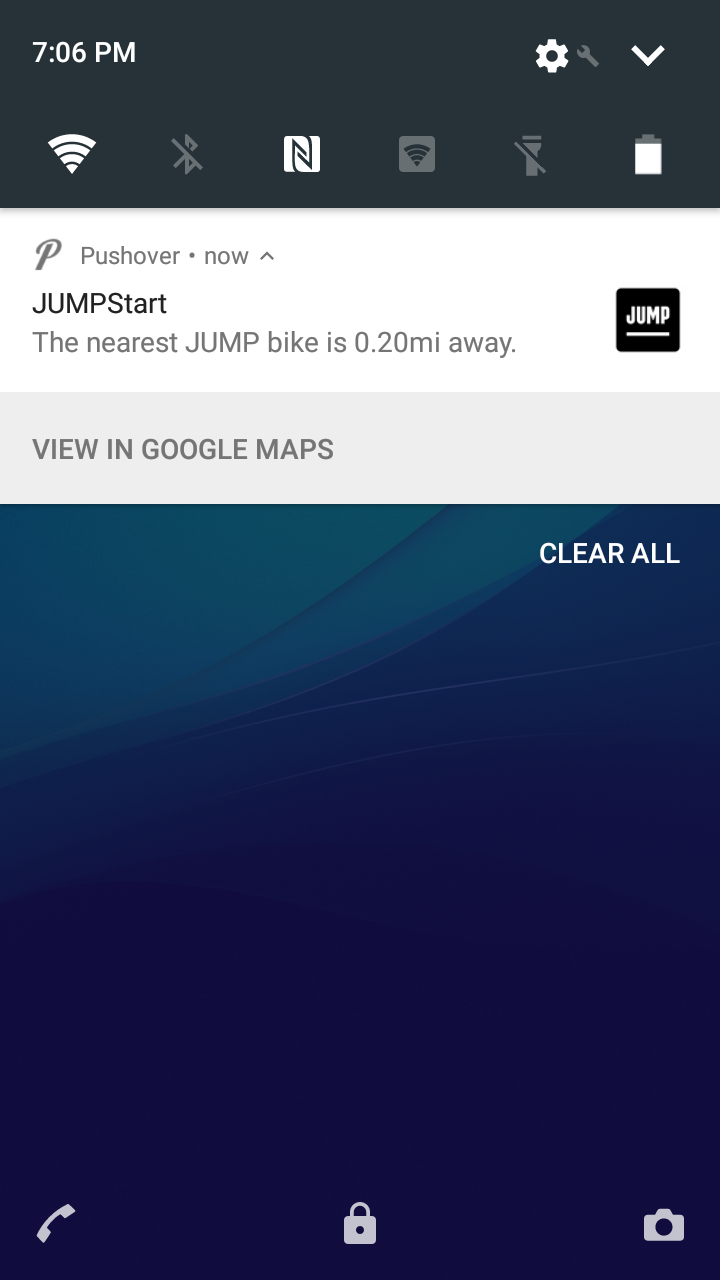 7:06 PM
Pushover • now
JUMPStart
JUMP
The nearest JUMP bike is 0.20mi away.
VIEW IN GOOGLE MAPS
CLEAR ALL